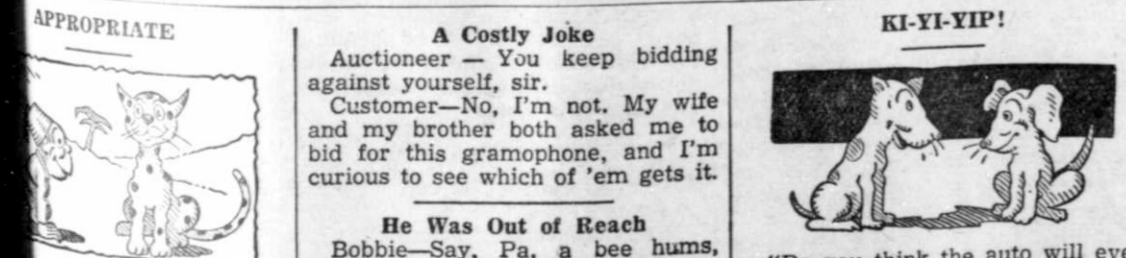 APPROPRIATE
A Costly Joke
Auctioneer — You keep bidding
against yourself, sir.
Customer—No, I'm not. My wife
and my brother both asked me to
bid for this gramophone, and I'm
curious to see which of 'em gets it.
He Was Out of Reach
Bobbie—Say, Pa, a bee hums,
KI-YI-YIP!
think the auto will